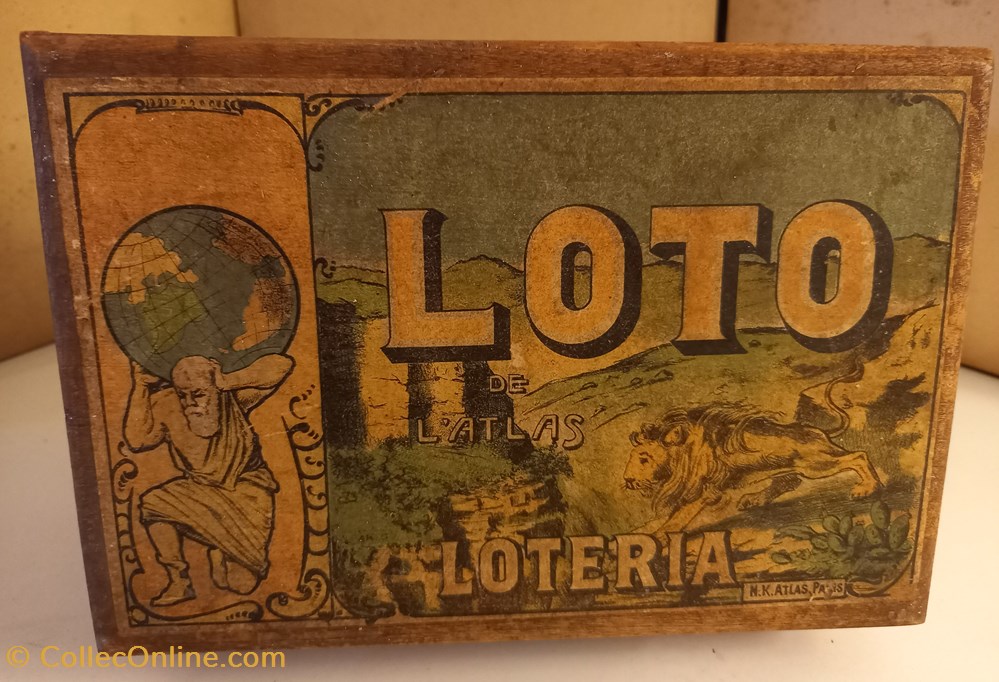 LOTO
DE
L'ATLAS
LOTERIA
N.K. ATLAS, PARIS
© CollecOnline.com